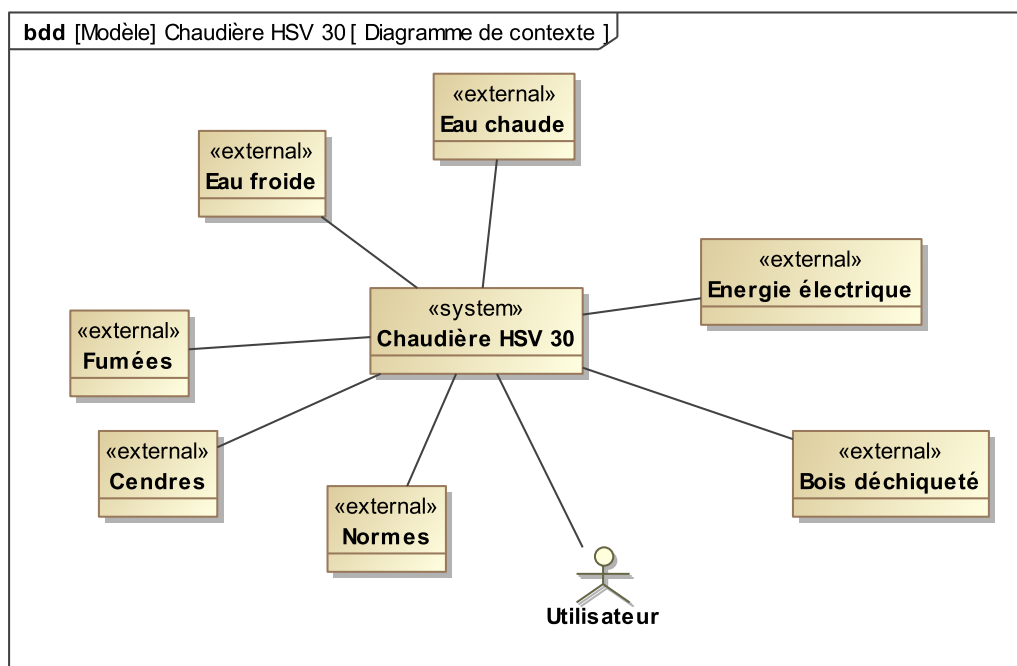 bdd [Modèle] Chaudière HSV 30 [ Diagramme de contexte ]
«external»
Eau chaude
«external»
Eau froide
«external»
Energie électrique
«system»
Chaudière HSV 30
«external»
Fumées
«external»
Cendres
«external»
Bois déchiqueté
«external»
Normes
Utilisateur